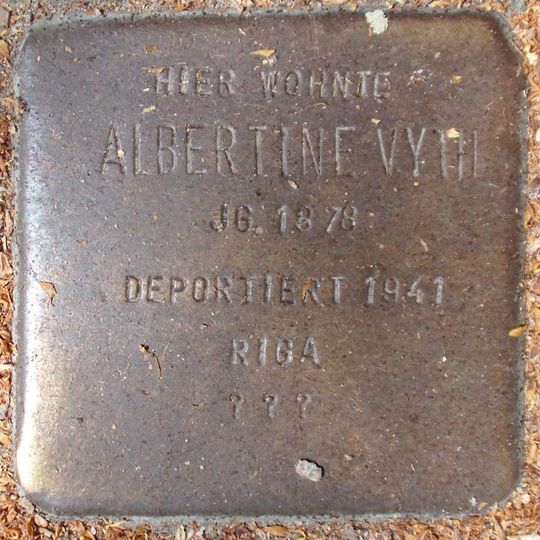 HIER WOHNTE
ALBERTINE VYTH
JG. 1878
DEPORTIERT 1941
RIGA
? ? ?